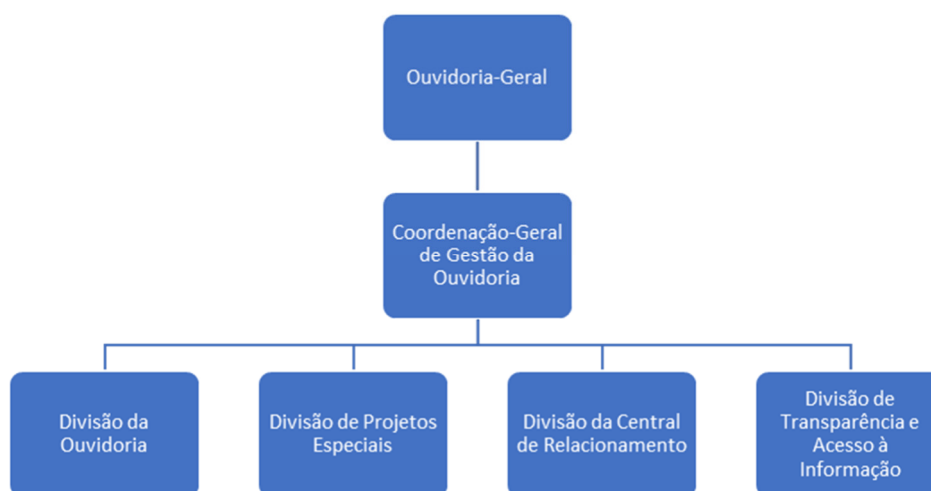 Ouvidoria-Geral
Coordenação-Geral
de Gestão da
Ouvidoria
Divisão da
Ouvidoria
Divisão de Projetos
Especiais
Divisão da Central
de Relacionamento
Divisão de
Transparência e
Acesso à
Informação